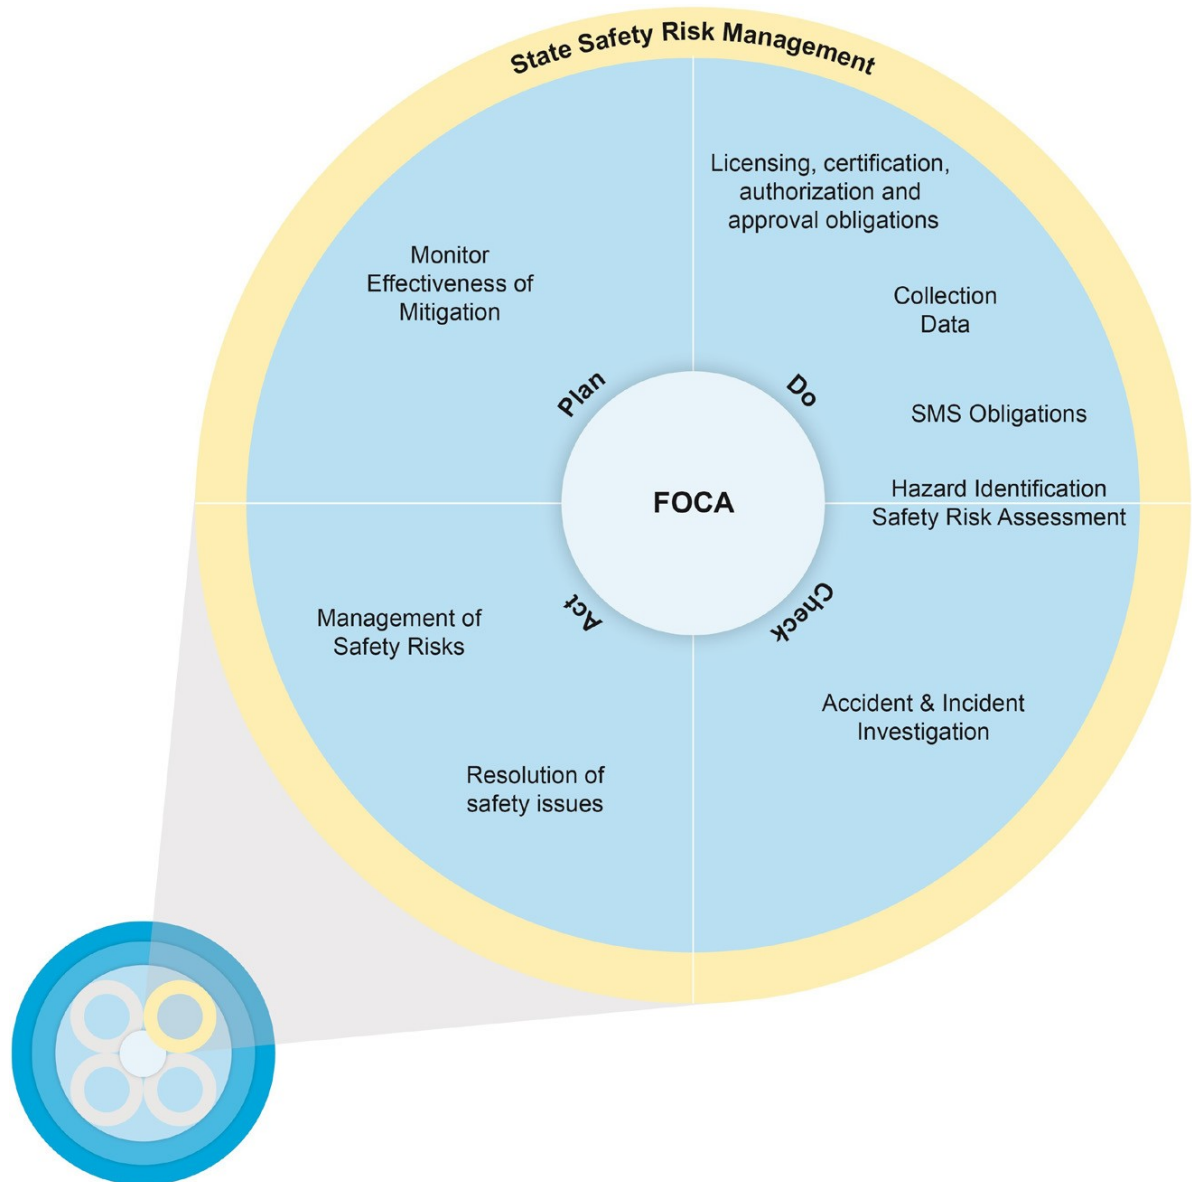 State Safety Risk Management
Licensing, certification,
authorization and
approval obligations
Monitor
Effectiveness of
Mitigation
Collection
Data
Plan
Do
SMS Obligations
FOCA
Hazard Identification
Safety Risk Assessment
Act
Check
Management of
Safety Risks
Accident & Incident
Investigation
Resolution of
safety issues